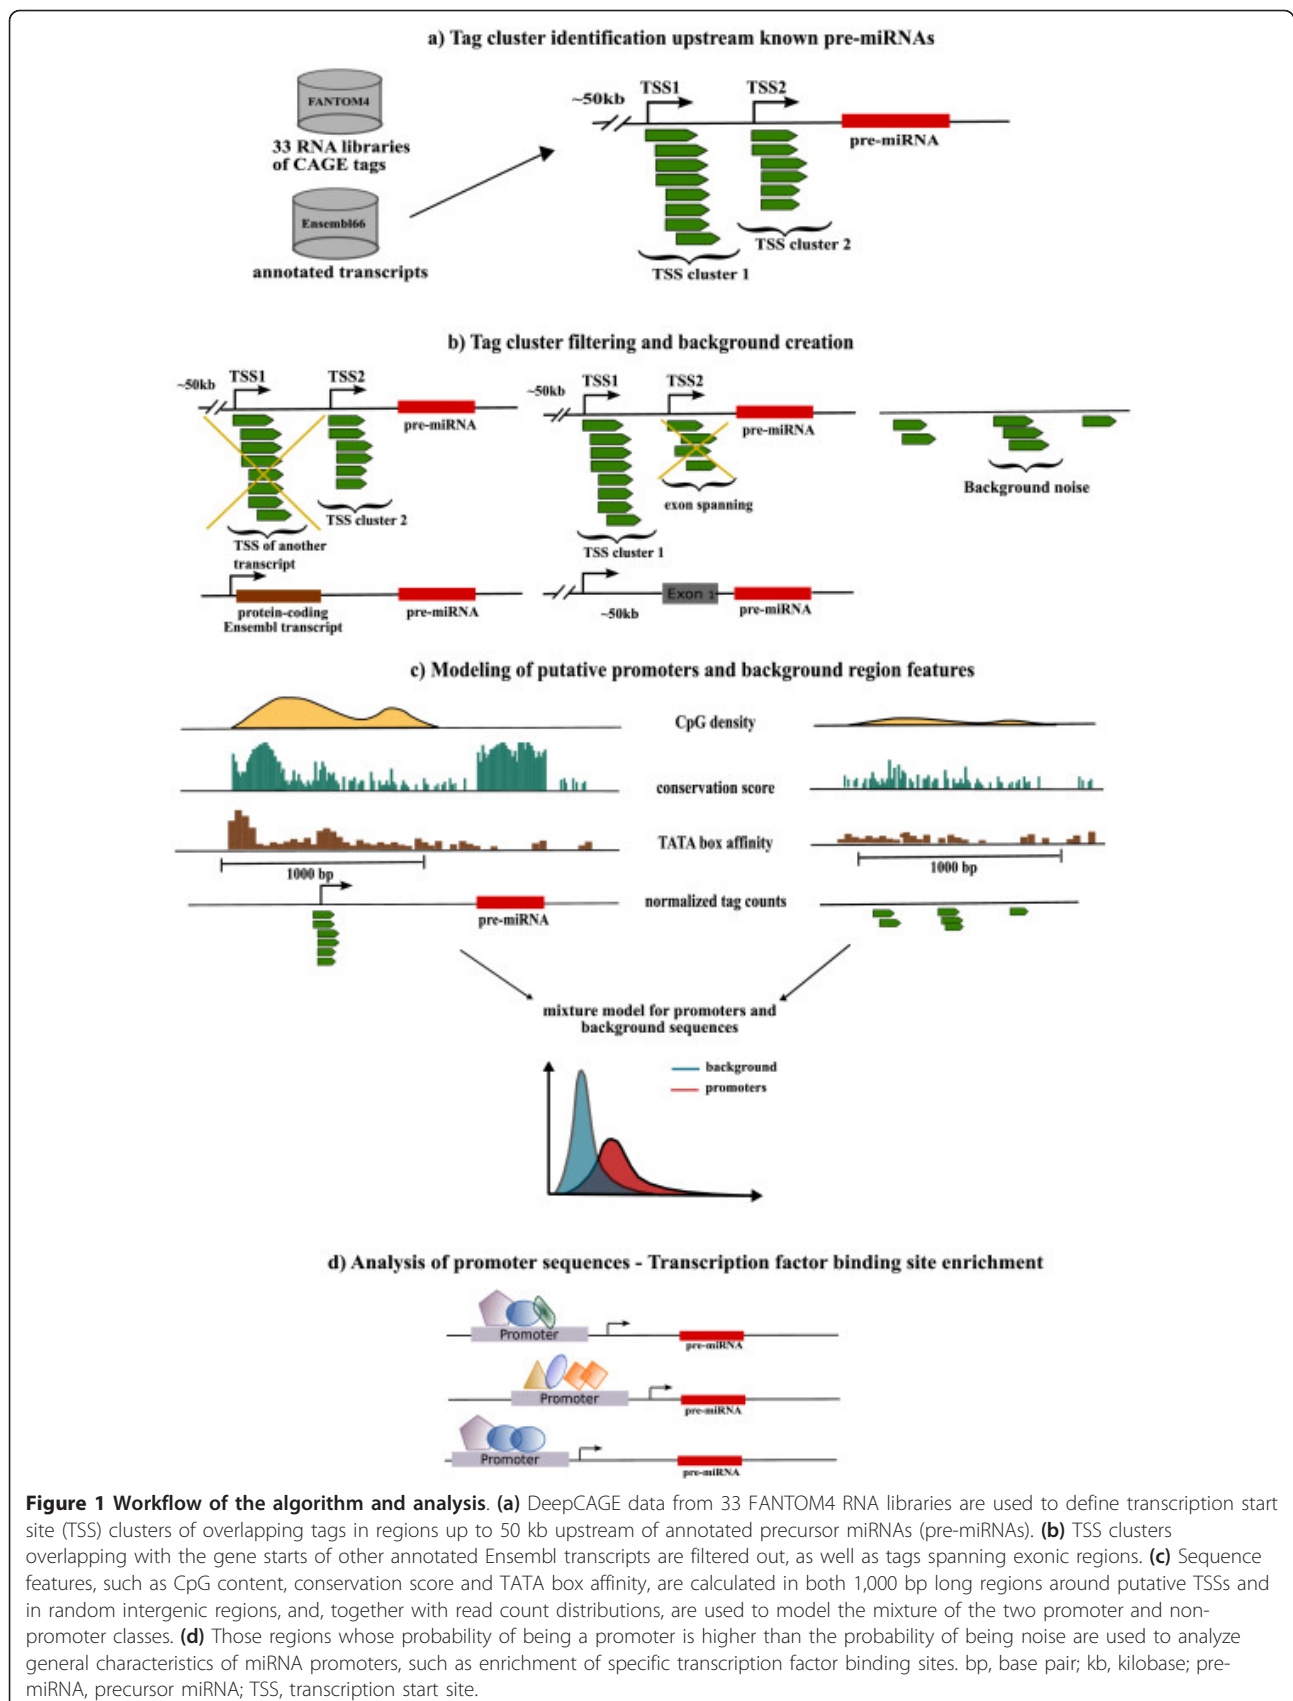 a) Tag cluster identification upstream known pre-miRNAs
FANTOM4
33 RNA libraries
of CAGE tags
Ensembl66
annotated transcripts
~50kb
TSS1
TSS2
pre-miRNA
TSS cluster 1
TSS cluster 2
b) Tag cluster filtering and background creation
~50kb
TSS1
TSS2
pre-miRNA
TSS cluster 2
TSS of another
transcript
protein-coding
Ensembl transcript
pre-miRNA
~50kb
TSS1
TSS2
pre-miRNA
exon spanning
TSS cluster 1
~50kb
Exon 1
pre-miRNA
Background noise
c) Modeling of putative promoters and background region features
CpG density
conservation score
TATA box affinity
1000 bp
1000 bp
normalized tag counts
pre-miRNA
mixture model for promoters and
background sequences
background
promoters
d) Analysis of promoter sequences - Transcription factor binding site enrichment
Promoter
pre-miRNA
Promoter
pre-miRNA
Promoter
pre-miRNA
Figure 1 Workflow of the algorithm and analysis. (a) DeepCAGE data from 33 FANTOM4 RNA libraries are used to define transcription start
site (TSS) clusters of overlapping tags in regions up to 50 kb upstream of annotated precursor miRNAs (pre-miRNAs). (b) TSS clusters
overlapping with the gene starts of other annotated Ensembl transcripts are filtered out, as well as tags spanning exonic regions. (c) Sequence
features, such as CpG content, conservation score and TATA box affinity, are calculated in both 1,000 bp long regions around putative TSSs and
in random intergenic regions, and, together with read count distributions, are used to model the mixture of the two promoter and non-
promoter classes. (d) Those regions whose probability of being a promoter is higher than the probability of being noise are used to analyze
general characteristics of miRNA promoters, such as enrichment of specific transcription factor binding sites. bp, base pair; kb, kilobase; pre-
miRNA, precursor miRNA; TSS, transcription start site.